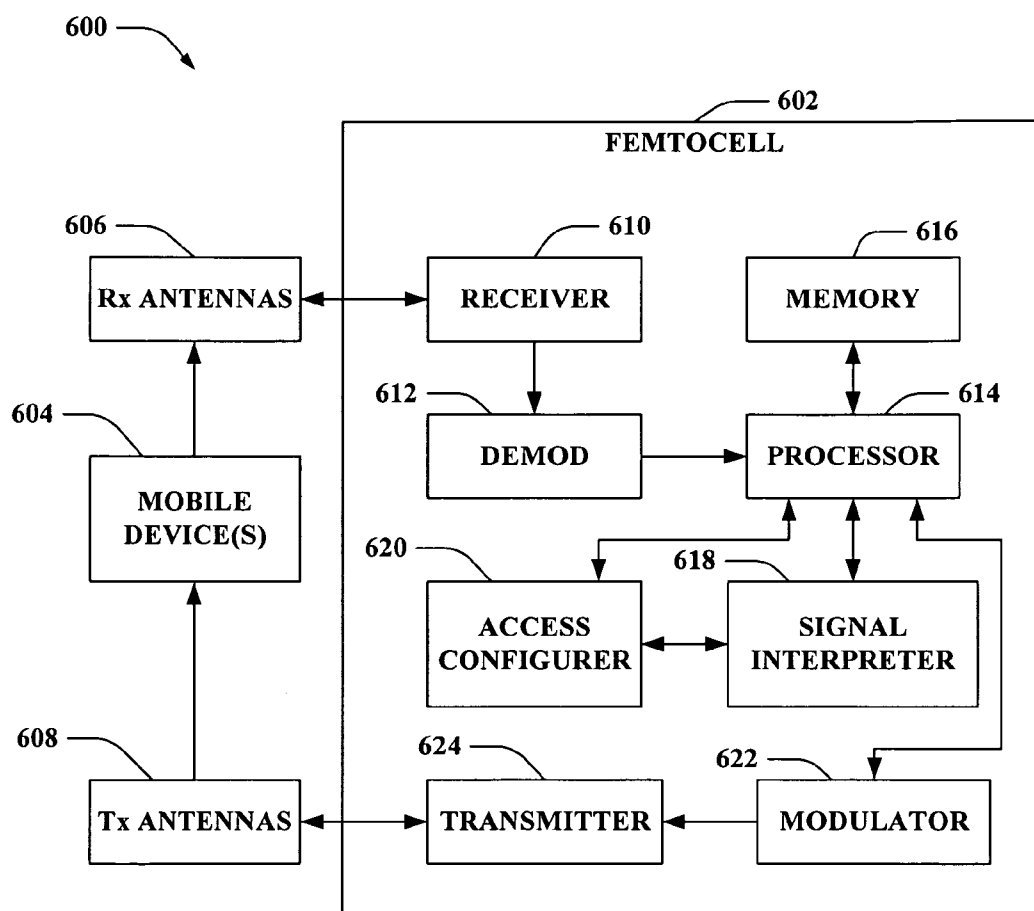 600
602
FEMTOCELL
606
610
616
Rx ANTENNAS
RECEIVER
MEMORY
612
614
604
DEMOD
PROCESSOR
MOBILE
DEVICE(S)
620
618
ACCESS
CONFIGURER
SIGNAL
INTERPRETER
608
624
622
Tx ANTENNAS
TRANSMITTER
MODULATOR